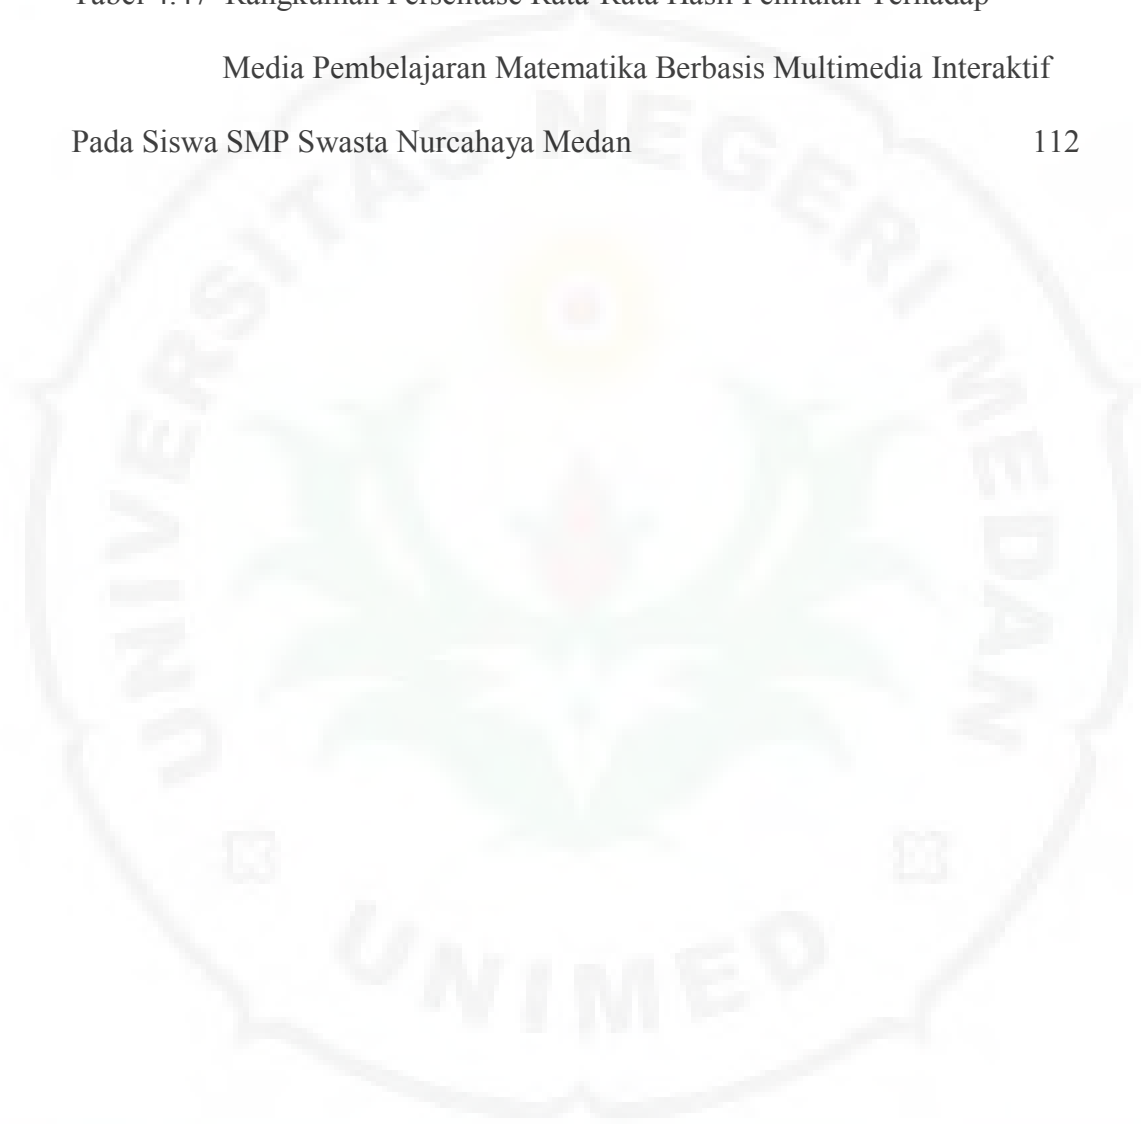 Tabel 4.47 Rangkuman Persentase Rata-Rata Hasil Penilaian Terhadap
Media Pembelajaran Matematika Berbasis Multimedia Interaktif
Pada Siswa SMP Swasta Nurcahaya Medan 112
UNIVERSITAS NEGERI MEDAN
UNIMED